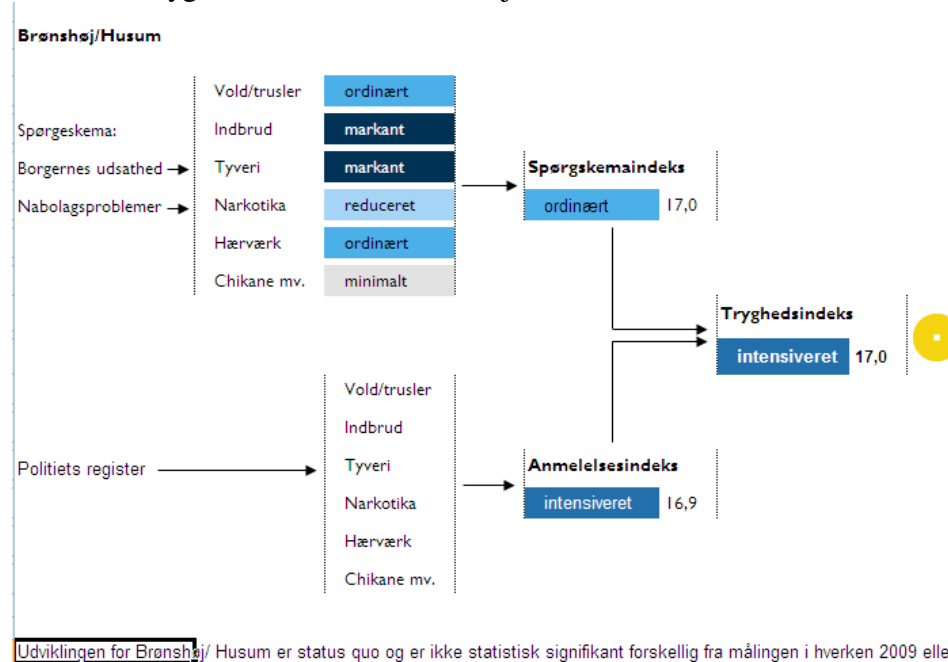 Brønshøj/Husum
Vold/trusler ordinært
Spørgeskema: Indbrud markant
Borgernes udsathed Tyveri markant
Nabolagsproblemer Narkotika reduceret
Hærværk ordinært
Chikane mv. minimalt
Spørgskemaindeks
ordinært 17,0
Tryghedsindeks
intensiveret 17,0
Vold/trusler
Indbrud
Politiets register Tyveri
Narkotika
Hærværk
Chikane mv.
Anmelelsesindeks
intensiveret 16,9
Udviklingen for Brønshøj/ Husum er status quo og er ikke statistisk signifikant forskellig fra målingen i hverken 2009 elle